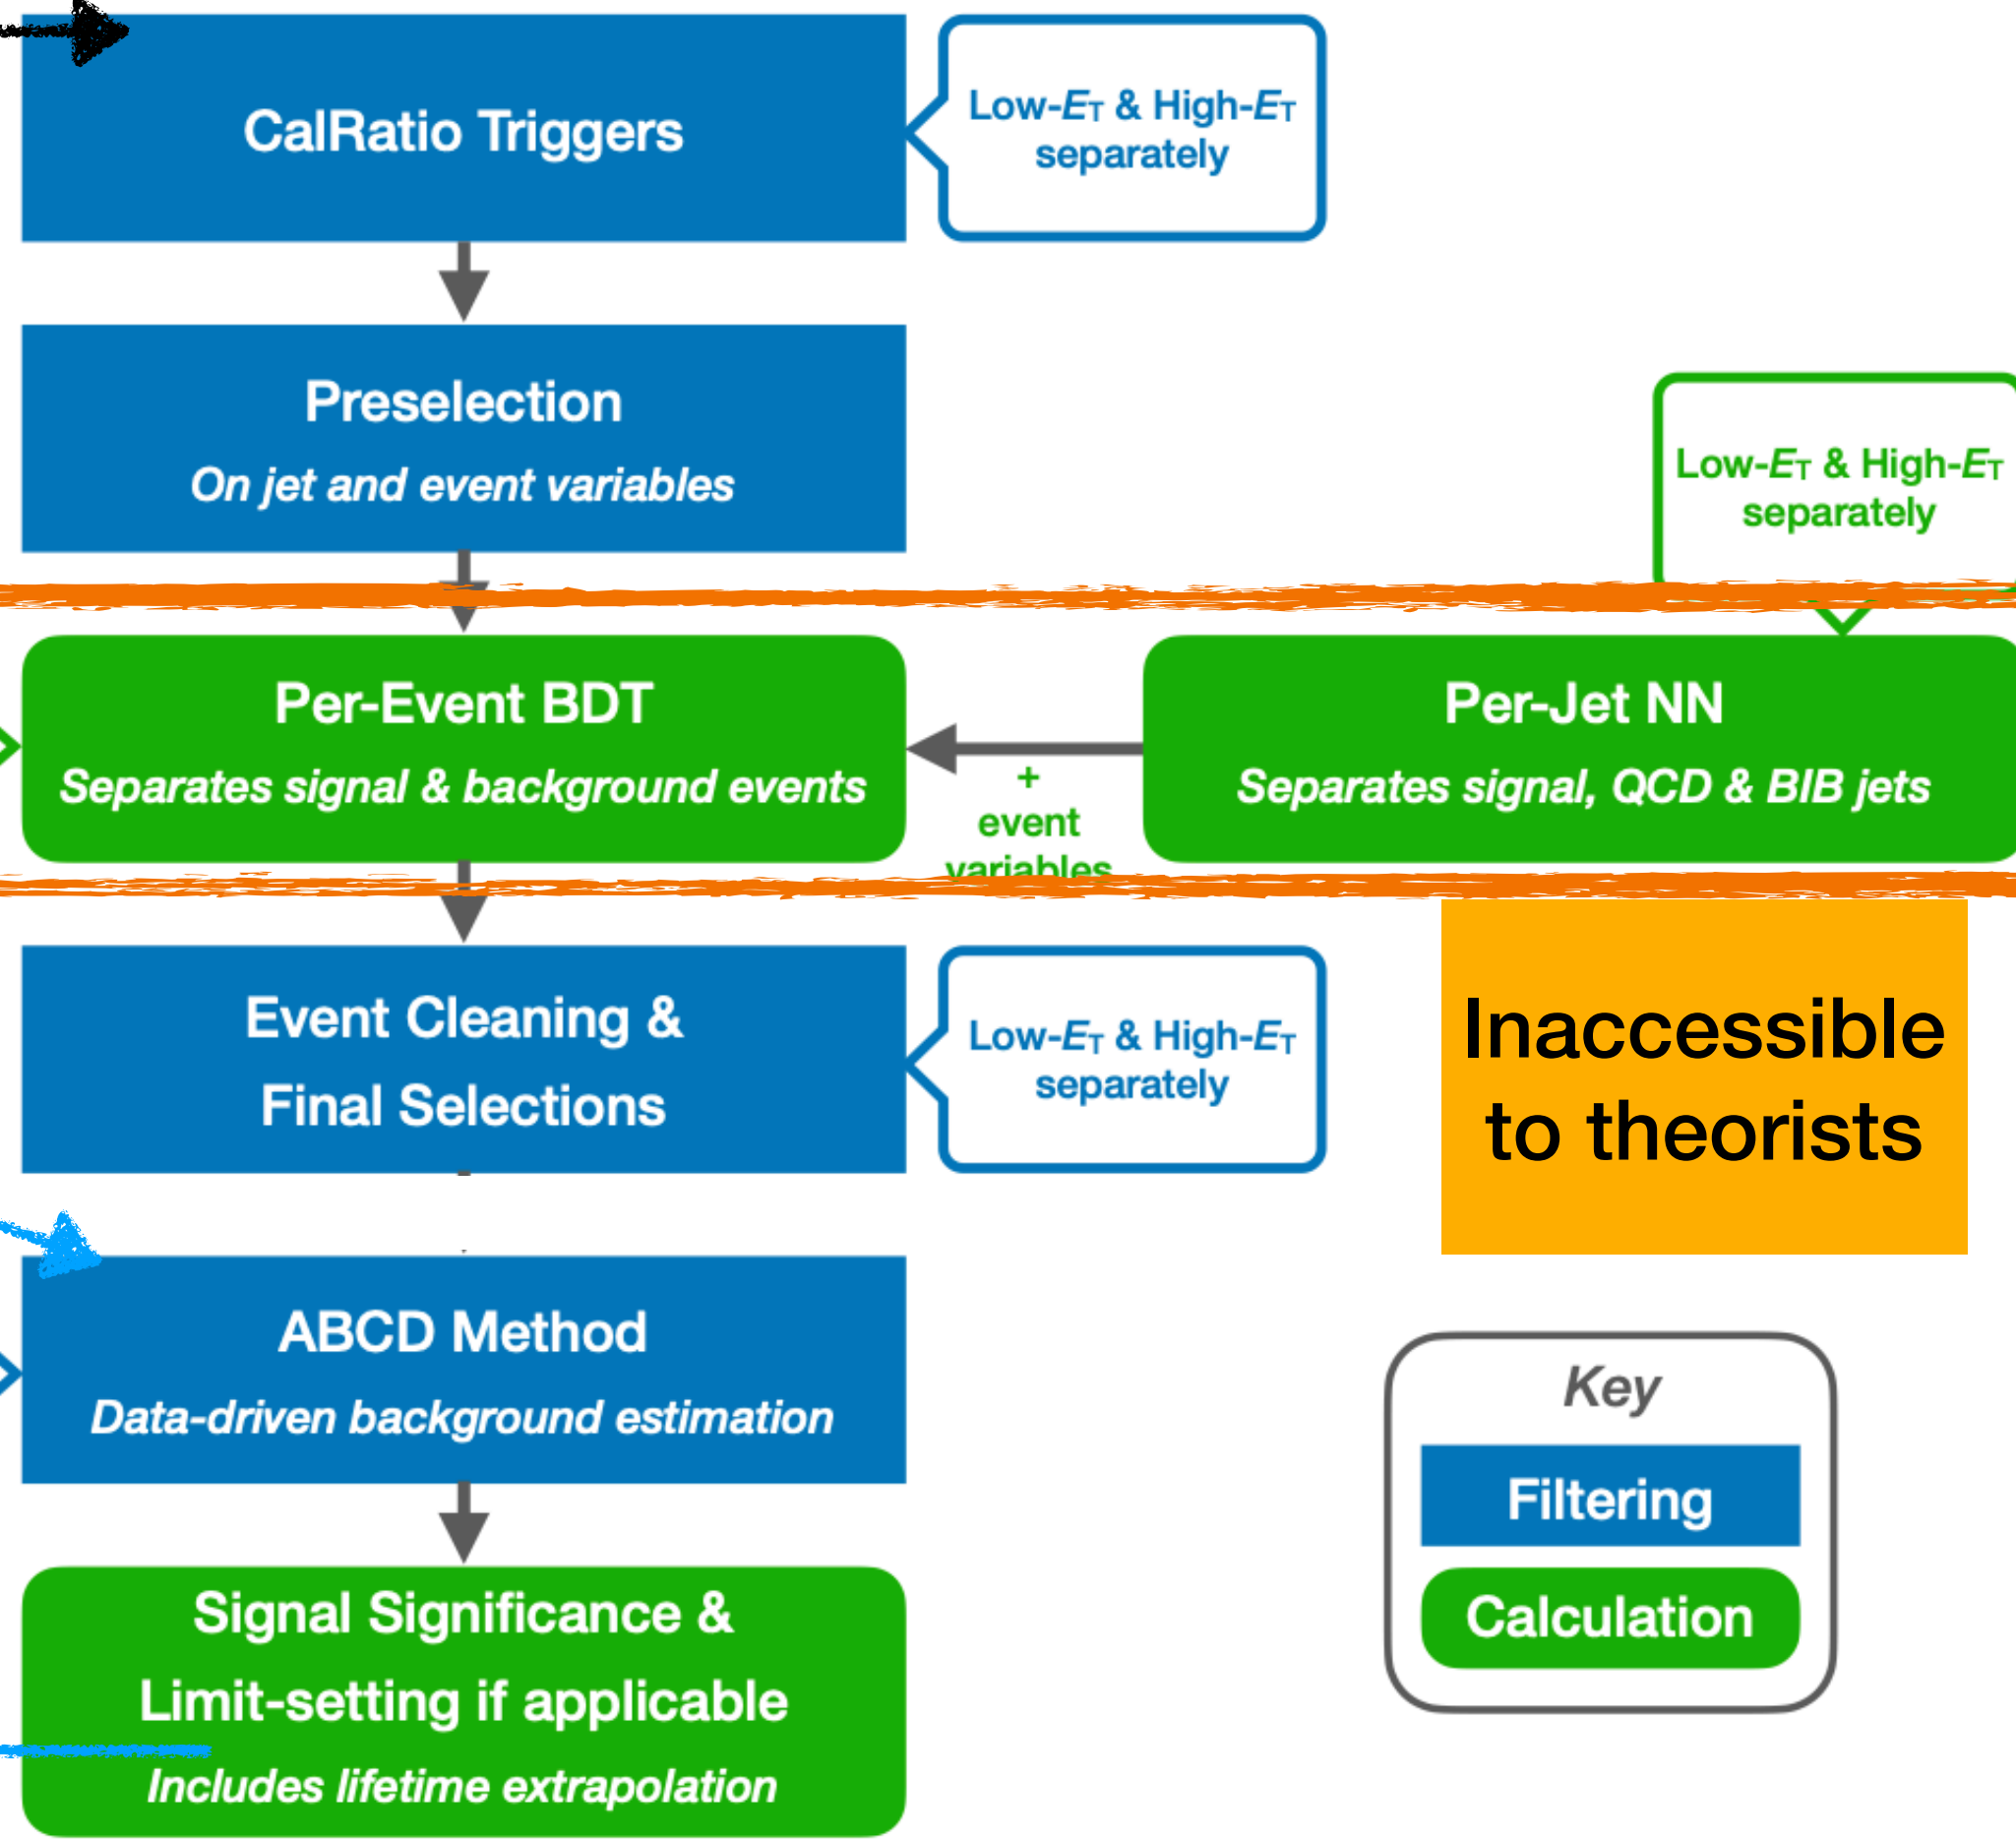 CalRatio Triggers
Low-ET & High-ET
separately
Preselection
On jet and event variables
Low-ET & High-ET
separately
Per-Event BDT
Separates signal & background events
+
event
variables
Per-Jet NN
Separates signal, QCD & BIB jets
Event Cleaning &
Final Selections
Low-ET & High-ET
separately
Inaccessible
to theorists
ABCD Method
Data-driven background estimation
Signal Significance &
Limit-setting if applicable
Includes lifetime extrapolation
Key
Filtering
Calculation